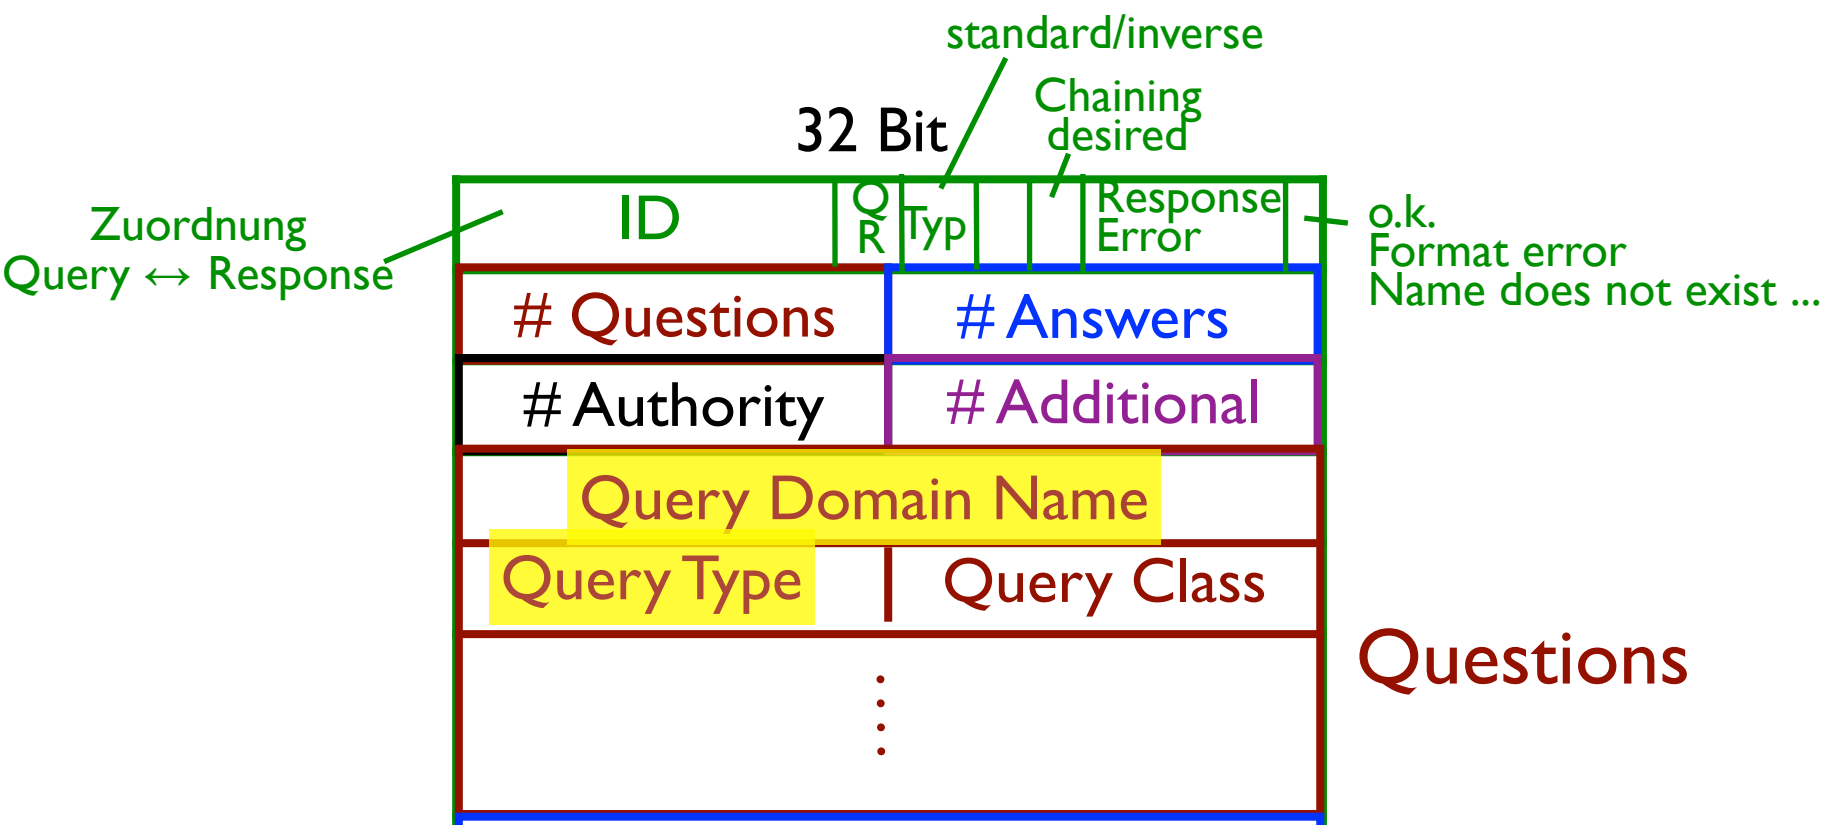 standard/inverse
Chaining
desired
32 Bit
Zuordnung
Query ↔ Response
ID
Q
R
Typ
Response
Error
o.k.
Format error
Name does not exist ...
# Questions
# Answers
# Authority
# Additional
Query Domain Name
Query Type
Query Class
Questions